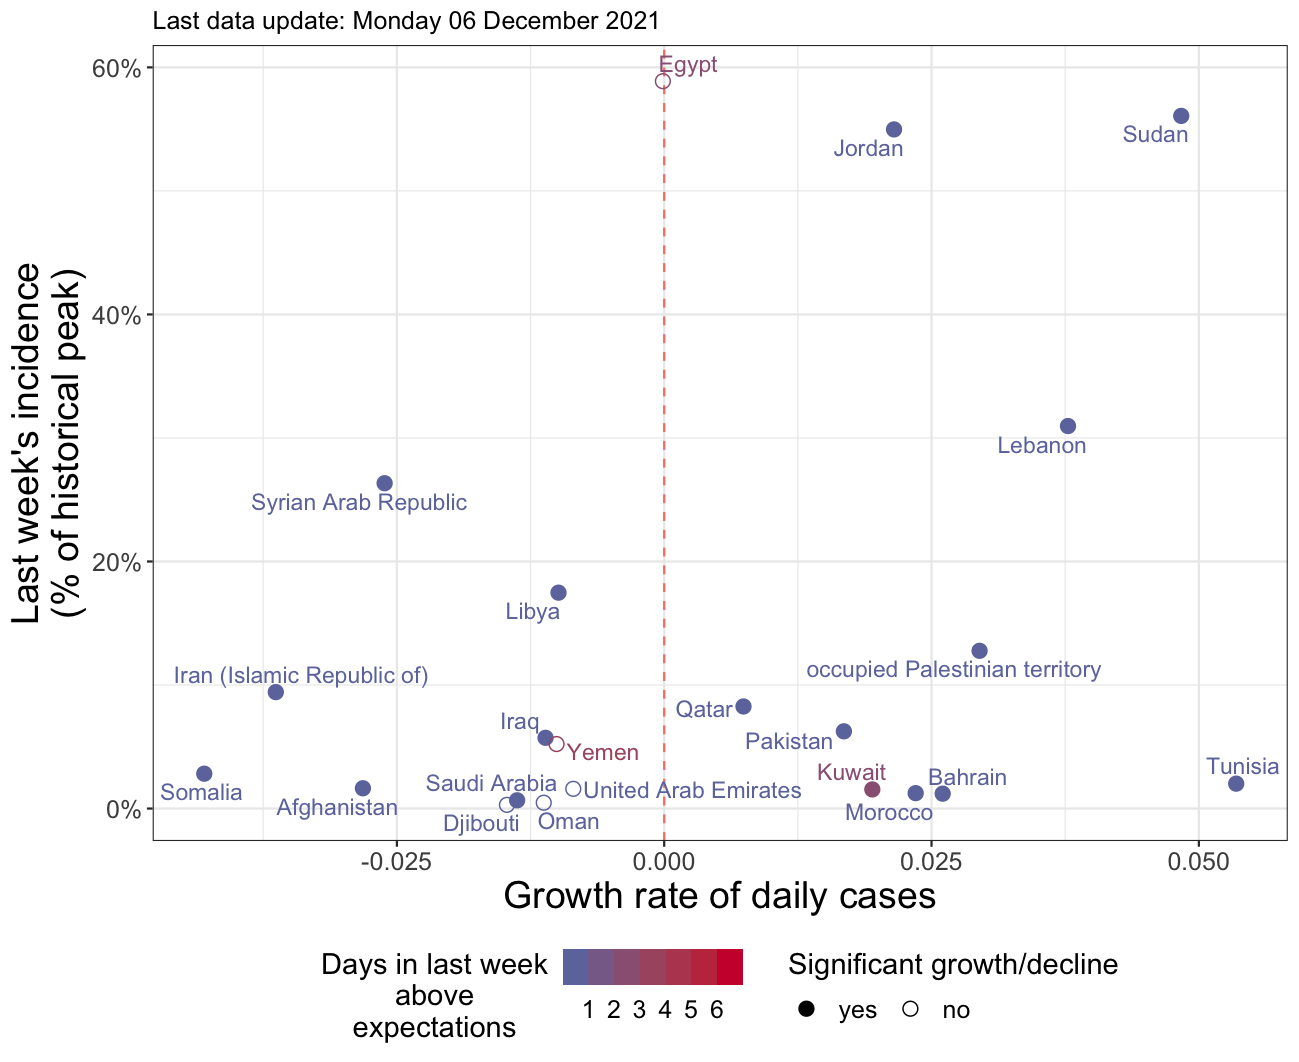 Last data update: Monday 06 December 2021
Last week's incidence
(% of historical peak)
60%
40%
20%
0%
Egypt
Jordan
Sudan
Lebanon
Syrian Arab Republic
Libya
occupied Palestinian territory
Iran (Islamic Republic of)
Qatar
Iraq
Pakistan
Yemen
Kuwait
Tunisia
Somalia
Saudi Arabia
United Arab Emirates
Bahrain
Afghanistan
Morocco
Djibouti
Oman
-0.025
0.000
0.025
0.050
Growth rate of daily cases
Days in last week
above
expectations
1 2 3 4 5 6
Significant growth/decline
yes
no